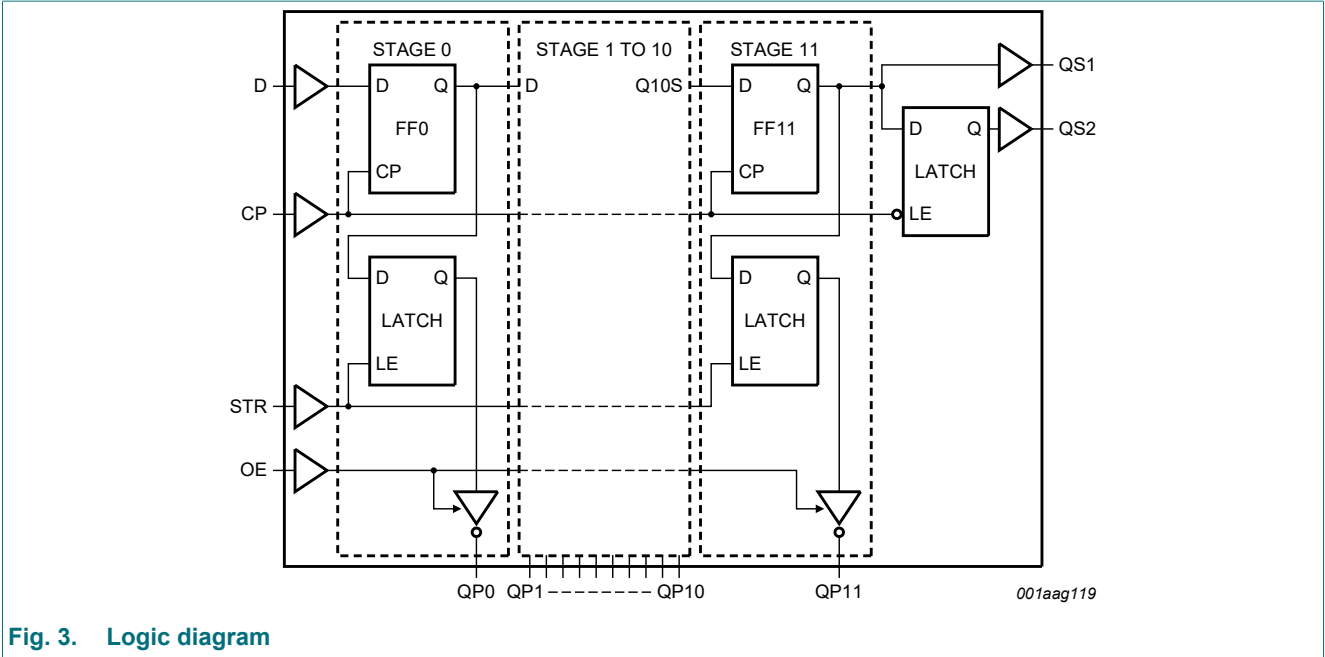 STAGE 0 STAGE 1 TO 10 STAGE 11
D D Q D Q10S D Q QS1
FF0 FF11 D Q QS2
CP CP LATCH
CP LE
D Q D Q
LATCH LATCH
LE LE
STR
OE
QP0 QP1 QP10 QP11 001aag119
Fig. 3. Logic diagram